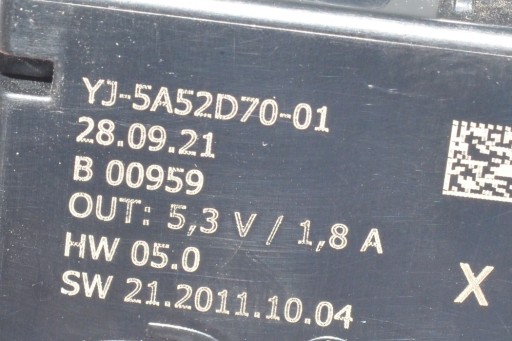 YJ-5A52D70-01
28.09.21
B 00959
OUT: 5,3 V / 1,8 A
HW 05.0
SW 21.2011.10.04
X